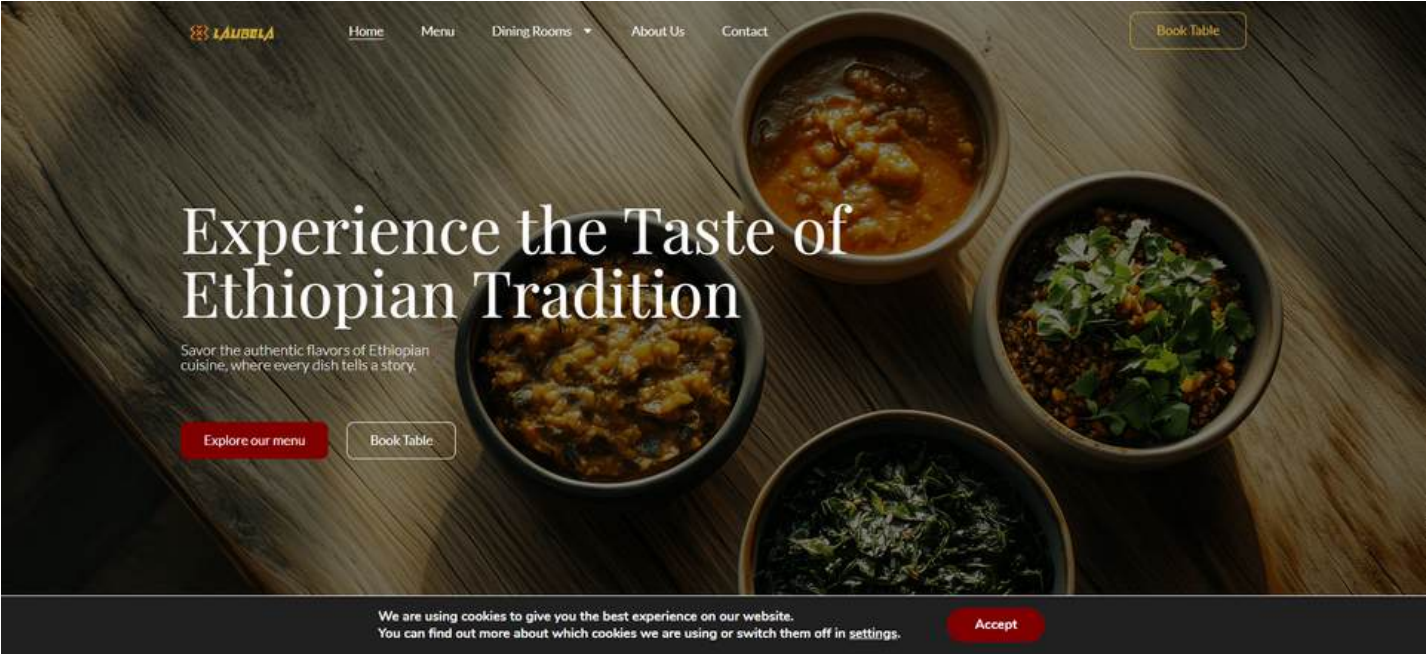 LALIBELA
Home
Menu
Dining Rooms
About Us
Contact
Book Table
Experience the Taste of
Ethiopian Tradition
Savor the authentic flavors of Ethiopian
cuisine, where every dish tells a story.
Explore our menu
Book Table
We are using cookies to give you the best experience on our website.
You can find out more about which cookies we are using or switch them off in settings.
Accept